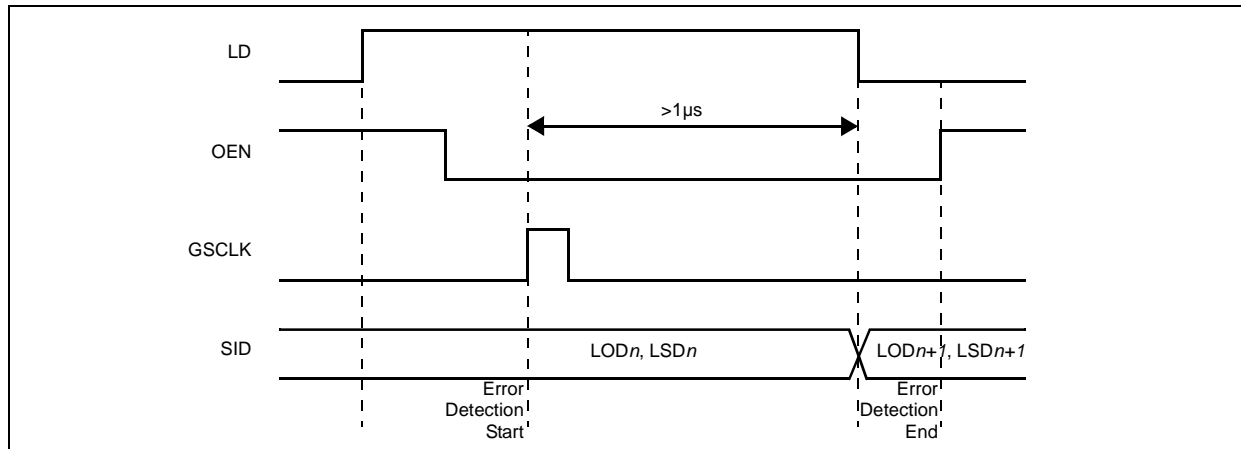 LD
>1µs
OEN
GSCLK
SID
LODn, LSDn
LODn+1, LSDn+1
Error
Detection
Start
Error
Detection
End